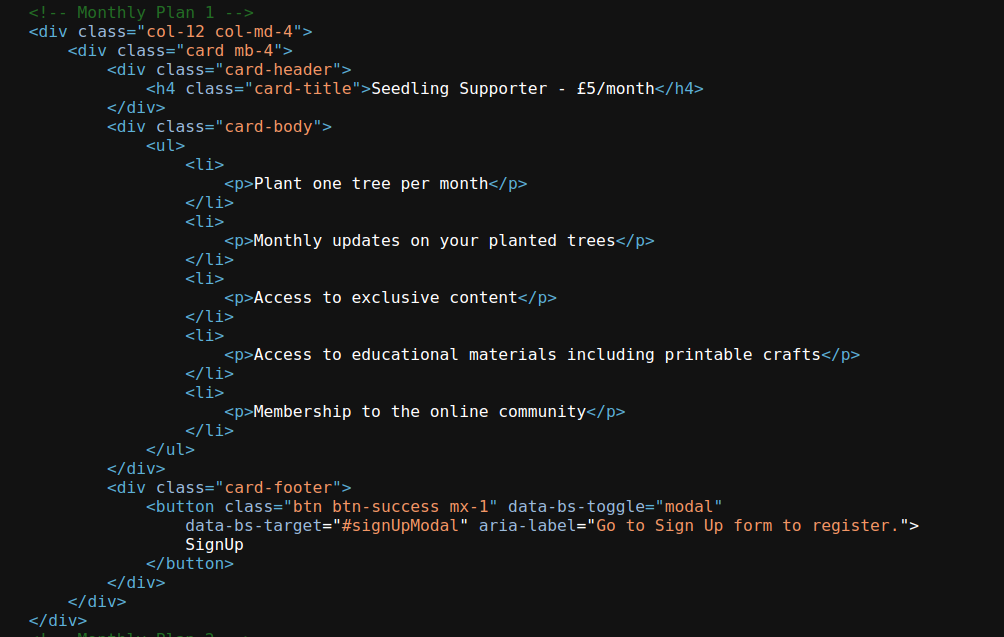 <!-- Monthly Plan 1 -->
<div class="col-12 col-md-4">
<div class="card mb-4">
<div class="card-header">
<h4 class="card-title">Seedling Supporter - £5/month</h4>
</div>
<div class="card-body">
<ul>
<li>
<p>Plant one tree per month</p>
</li>
<li>
<p>Monthly updates on your planted trees</p>
</li>
<li>
<p>Access to exclusive content</p>
</li>
<li>
<p>Access to educational materials including printable crafts</p>
</li>
<li>
<p>Membership to the online community</p>
</li>
</ul>
</div>
<div class="card-footer">
<button class="btn btn-success mx-1" data-bs-toggle="modal"
data-bs-target="#signUpModal" aria-label="Go to Sign Up form to register.">
SignUp
</button>
</div>
</div>
</div>